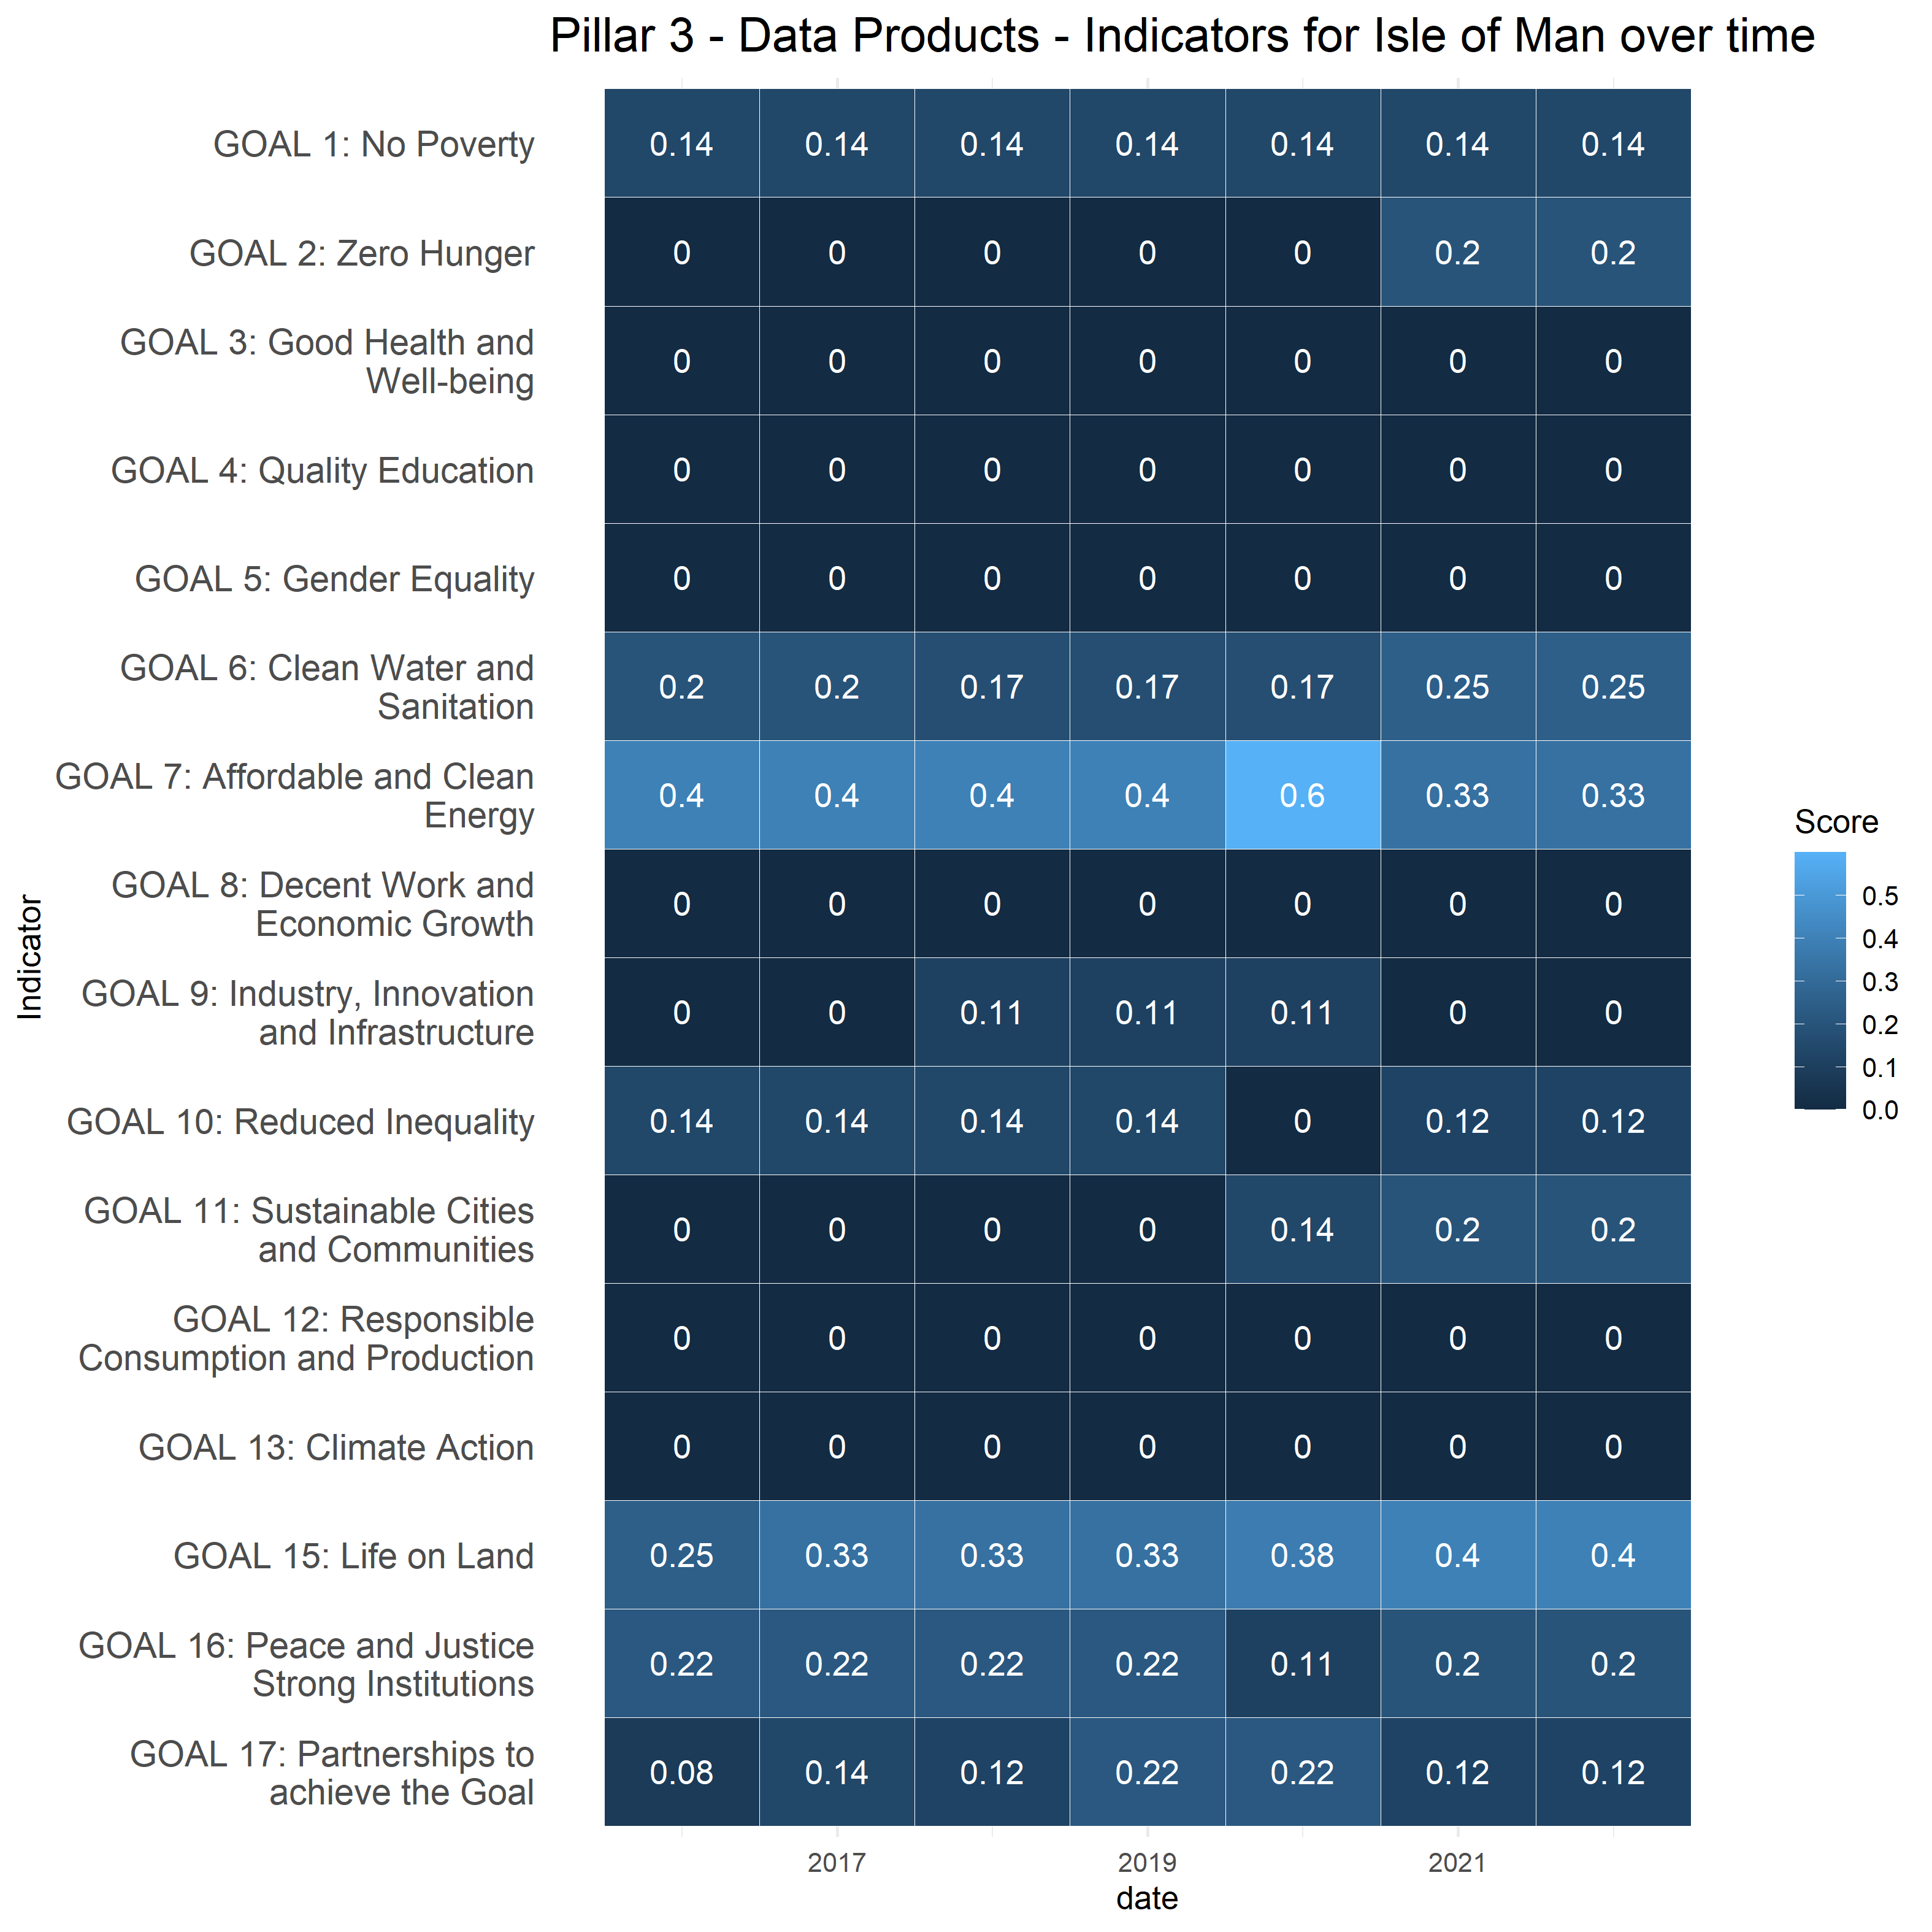 Pillar 3 - Data Products - Indicators for Isle of Man over time
GOAL 1: No Poverty
0.14 0.14 0.14 0.14 0.14 0.14 0.14
GOAL 2: Zero Hunger
0 0 0 0 0 0.2 0.2
GOAL 3: Good Health and
Well-being
0 0 0 0 0 0 0
GOAL 4: Quality Education
0 0 0 0 0 0 0
GOAL 5: Gender Equality
0 0 0 0 0 0 0
GOAL 6: Clean Water and
Sanitation
0.2 0.2 0.17 0.17 0.17 0.25 0.25
GOAL 7: Affordable and Clean
Energy
0.4 0.4 0.4 0.4 0.6 0.33 0.33
GOAL 8: Decent Work and
Economic Growth
0 0 0 0 0 0 0
GOAL 9: Industry, Innovation
and Infrastructure
0 0 0.11 0.11 0.11 0 0
GOAL 10: Reduced Inequality
0.14 0.14 0.14 0.14 0 0.12 0.12
GOAL 11: Sustainable Cities
and Communities
0 0 0 0 0.14 0.2 0.2
GOAL 12: Responsible
Consumption and Production
0 0 0 0 0 0 0
GOAL 13: Climate Action
0 0 0 0 0 0 0
GOAL 15: Life on Land
0.25 0.33 0.33 0.33 0.38 0.4 0.4
GOAL 16: Peace and Justice
Strong Institutions
0.22 0.22 0.22 0.22 0.11 0.2 0.2
GOAL 17: Partnerships to
achieve the Goal
0.08 0.14 0.12 0.22 0.22 0.12 0.12
2017 2019 2021
date
Indicator
Score
0.5
0.4
0.3
0.2
0.1
0.0